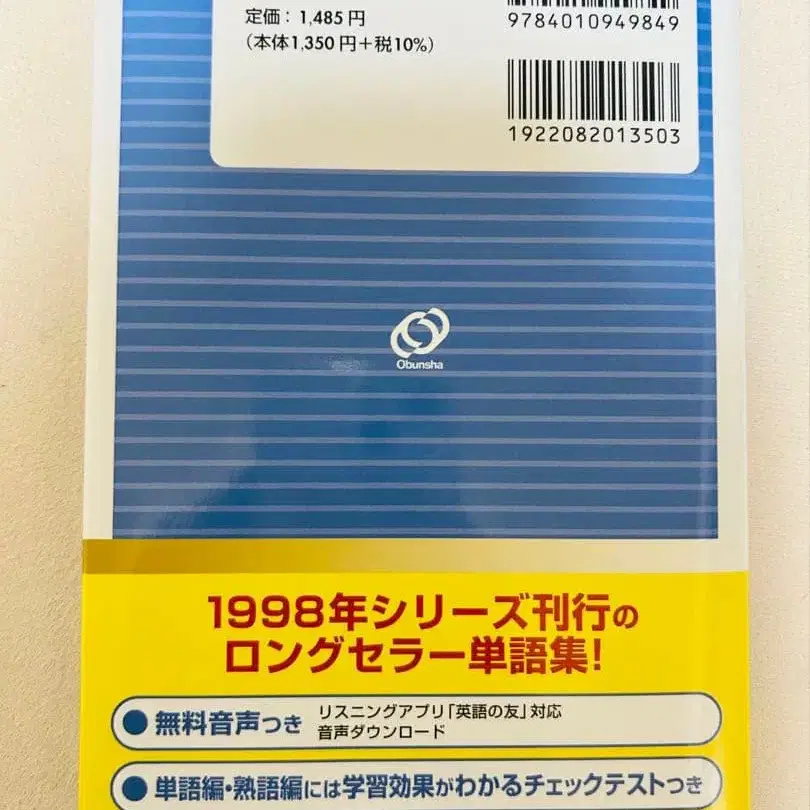 定価：1,485円
（本体1,350円＋税10%）
9784010949849
1922082013503
Obunsha
1998年シリーズ刊行の
ロングセラー単語集！
●無料音声つき リスニングアプリ「英語の友」対応
音声ダウンロード
●単語編・熟語編には学習効果がわかるチェックテストつき